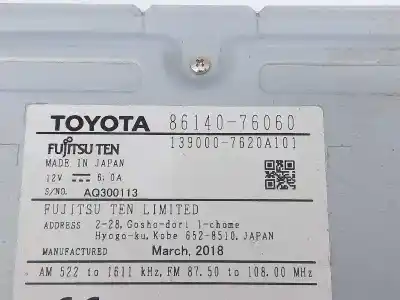 TOYOTA 86140-76060
FUJITSU TEN 139000-7620A101
MADE IN JAPAN
12V ⎓ 6.0A
S/NO. AQ300113
FUJITSU TEN LIMITED
ADDRESS 2-28, Gosho-dori 1-chome
Hyogo-ku, Kobe 652-8510, JAPAN
MANUFACTURED March, 2018
AM 522 to 1611 kHz, FM 87.50 to 108.00 MHz